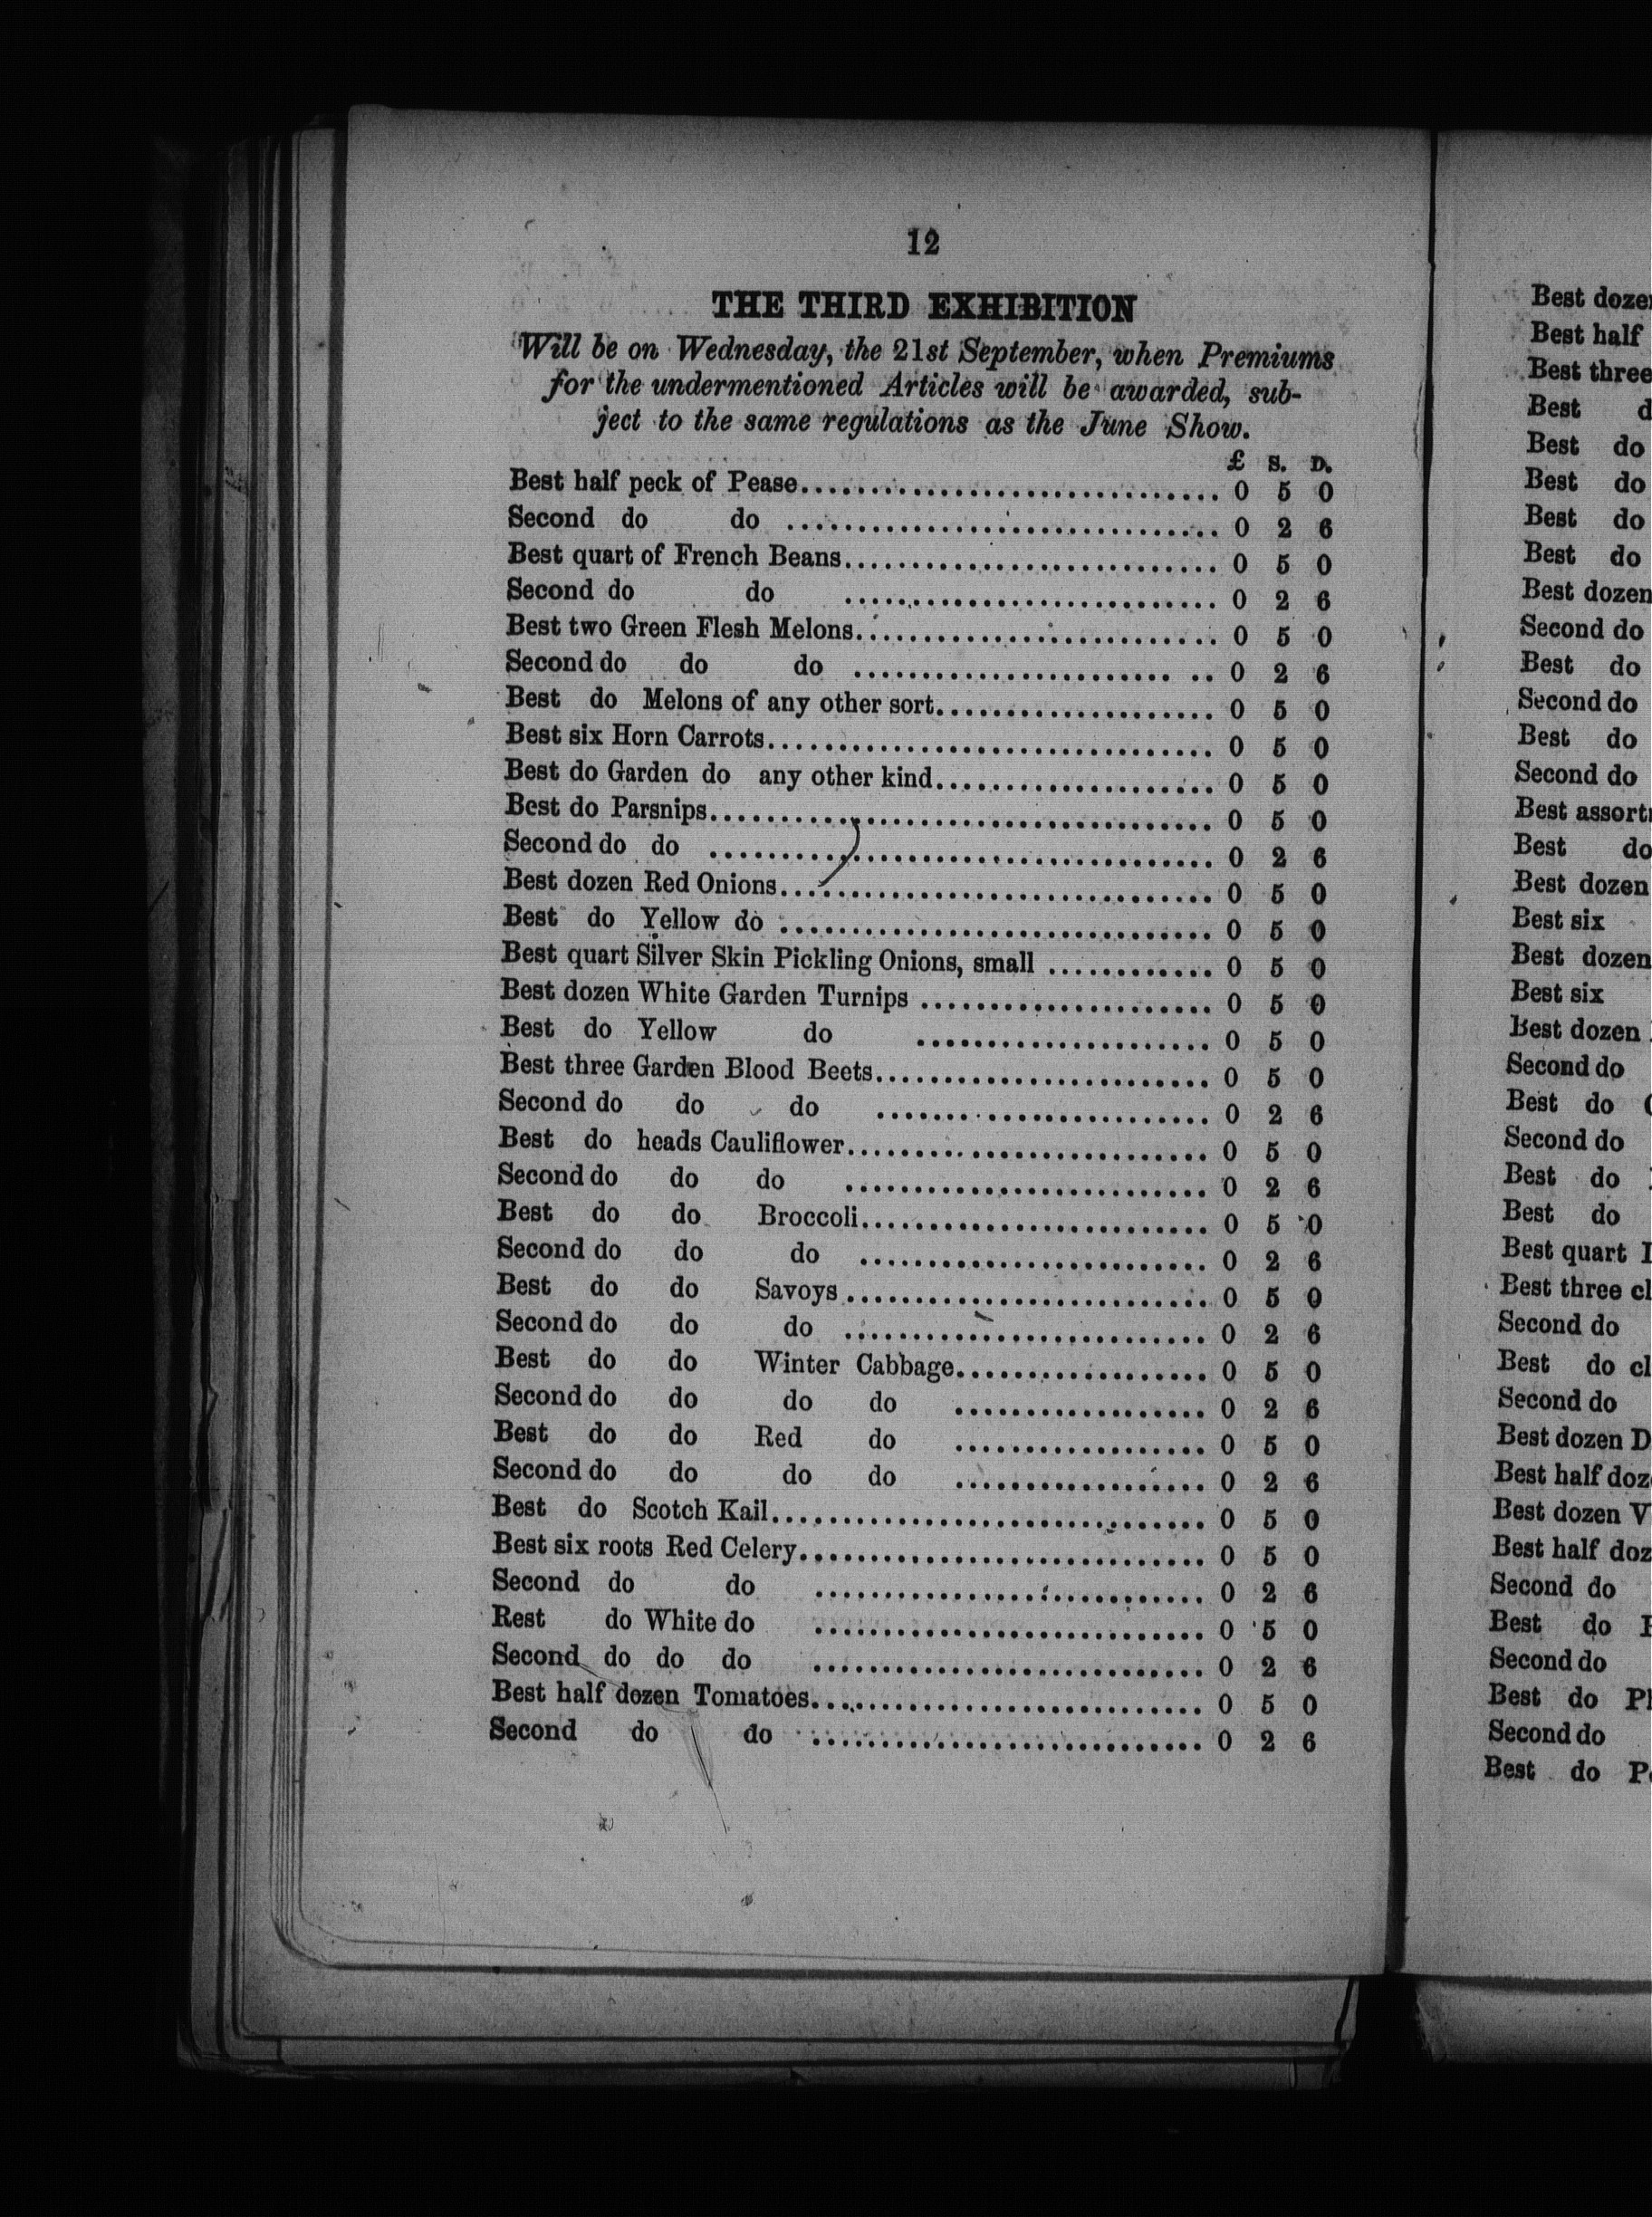 12
THE THIRD EXHIBITION
Will be on Wednesday, the 21st September, when Premiums
for the undermentioned Articles will be awarded, sub-
ject to the same regulations as the June Show.
£ S. D.
Best half peck of Pease................................ 0 5 0
Second do do ................................ 0 2 6
Best quart of French Beans........................... 0 5 0
Second do do ........................... 0 2 6
Best two Green Flesh Melons.......................... 0 5 0
Second do do do ....................... .. 0 2 6
Best do Melons of any other sort.................... 0 5 0
Best six Horn Carrots................................ 0 5 0
Best do Garden do any other kind.................... 0 5 0
Best do Parsnips.................................... 0 5 0
Second do do .................................... 0 2 6
Best dozen Red Onions............................... 0 5 0
Best do Yellow do ............................... 0 5 0
Best quart Silver Skin Pickling Onions, small ............ 0 5 0
Best dozen White Garden Turnips ..................... 0 5 0
Best do Yellow do ..................... 0 5 0
Best three Garden Blood Beets........................ 0 5 0
Second do do do ........................ 0 2 6
Best do heads Cauliflower.......................... 0 5 0
Second do do do .......................... 0 2 6
Best do do Broccoli......................... 0 5 0
Second do do do ......................... 0 2 6
Best do do Savoys .......................... 0 5 0
Second do do do .......................... 0 2 6
Best do do Winter Cabbage.................. 0 5 0
Second do do do do .................. 0 2 6
Best do do Red do .................. 0 5 0
Second do do do do .................. 0 2 6
Best do Scotch Kail............................... 0 5 0
Best six roots Red Celery............................. 0 5 0
Second do do ............................ 0 2 6
Rest do White do ............................ 0 5 0
Second do do do ............................ 0 2 6
Best half dozen Tomatoes............................ 0 5 0
Second do do ............................ 0 2 6
Best
Best half
Best three
Best
Best do
Best do
Best do
Best do
Best dozen
Second do
Best do
Second do
Best do
Second do
Best
Best do
Best dozen
Best six
Best dozen
Best six
Best dozen
Second do
Best do
Second do
Best do
Best do
Best quart
Best three
Second do
Best do
Second do
Best dozen
Best half
Best dozen
Best half
Second do
Best do
Second do
Best do
Second do
Best do